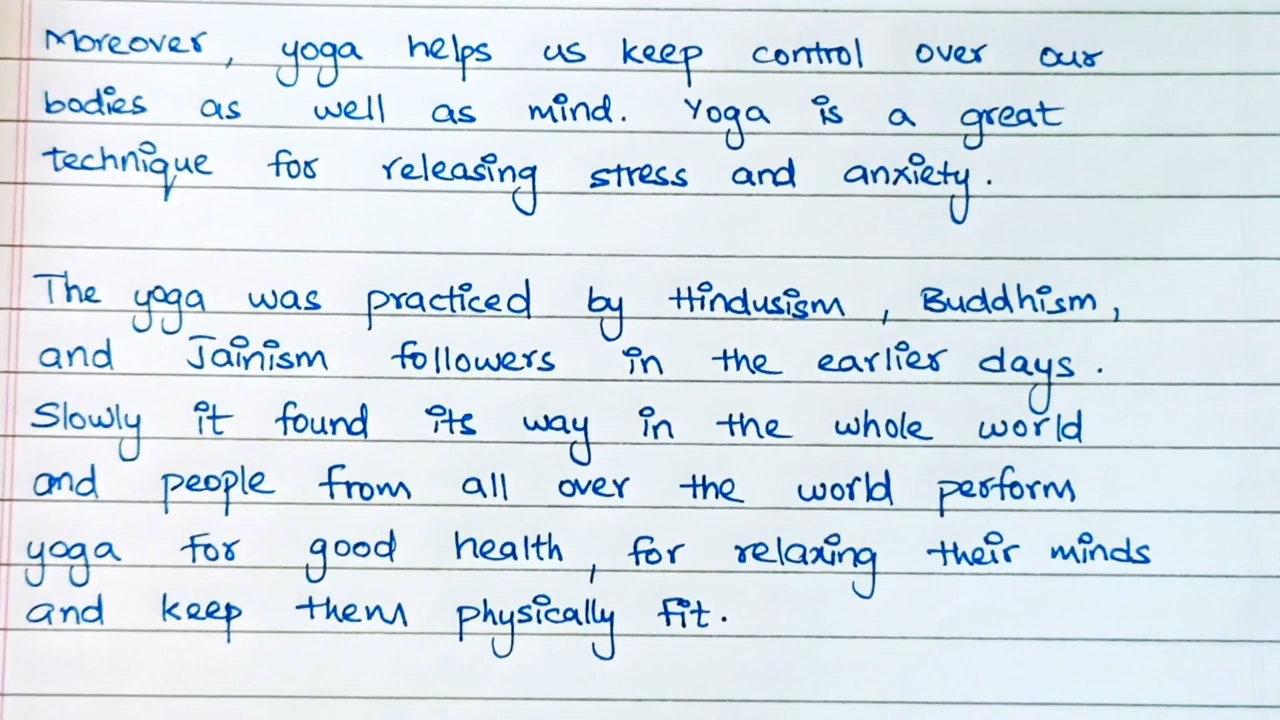 Moreover, yoga helps us keep control over our
bodies as well as mind. Yoga is a great
technique for releasing stress and anxiety.
The yoga was practiced by Hindusism, Buddhism,
and Jainism followers in the earlier days.
Slowly it found its way in the whole world
and people from all over the world perform
yoga for good health, for relaxing their minds
and keep them physically fit.